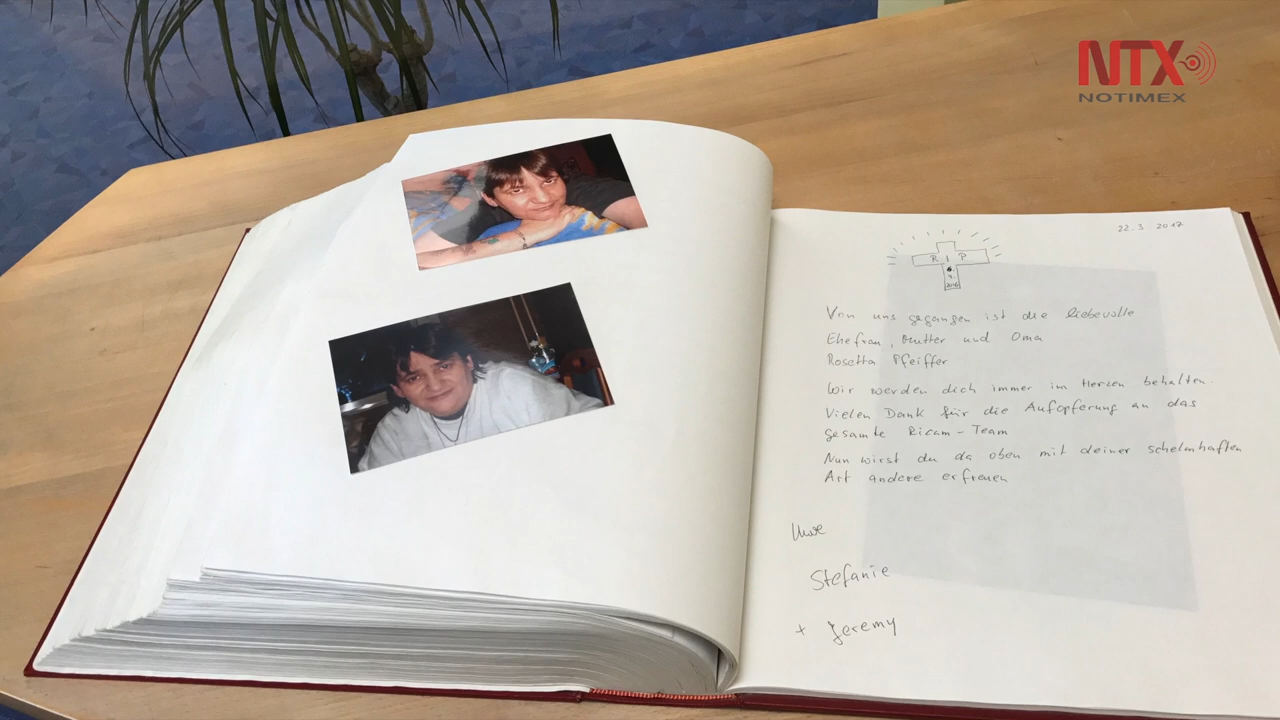 NTX
NOTIMEX
22.3.2017
R.I.P
6.
2016
Von uns gegangen ist die liebevolle
Ehefrau, Mutter und Oma
Rosetta Pfeiffer
Wir werden dich immer im Herzen behalten.
Vielen Dank für die Aufopferung an das
gesamte Ricam-Team
Nun wirst du da oben mit deiner schelmhaften
Art andere erfreuen
Uwe
Stefanie
+ Jeremy